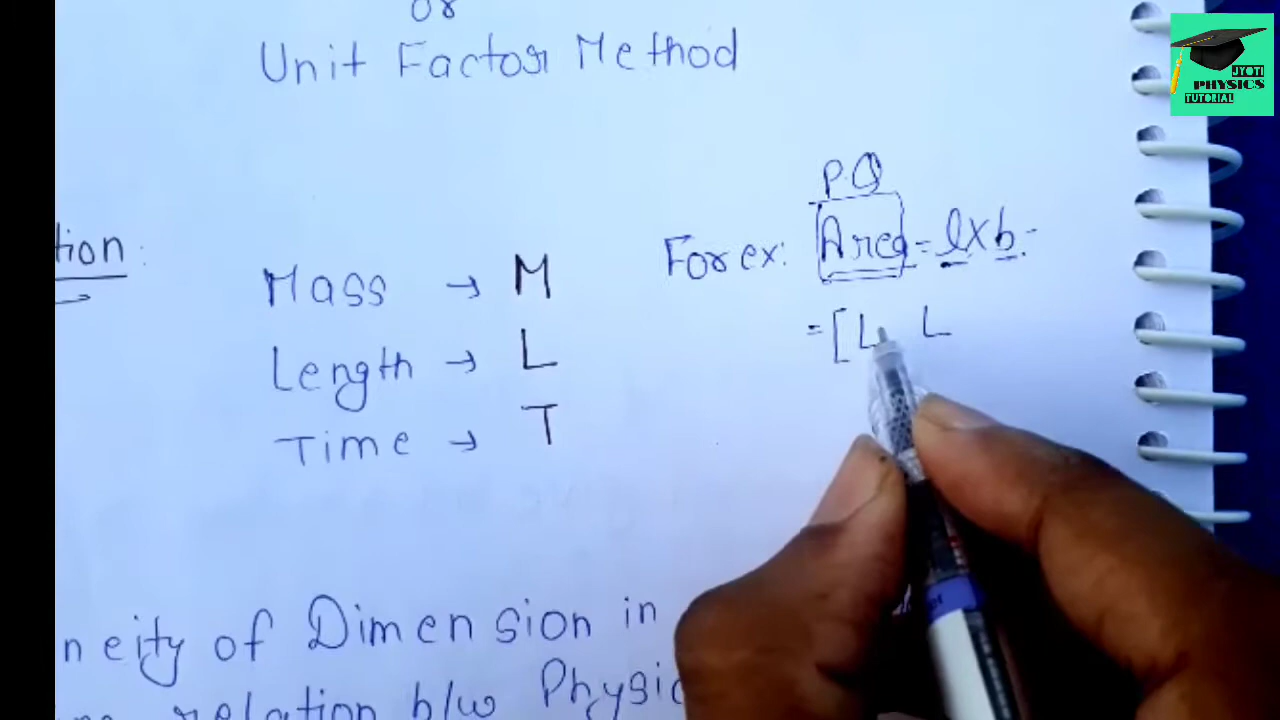 or
Unit Factor Method
P.Q
tion:
For ex: Area = l×b.
Mass → M
= [L L
Length → L
Time → T
neity of Dimension in
relation b/w Physic
JYOTI
PHYSICS
TUTORIAL